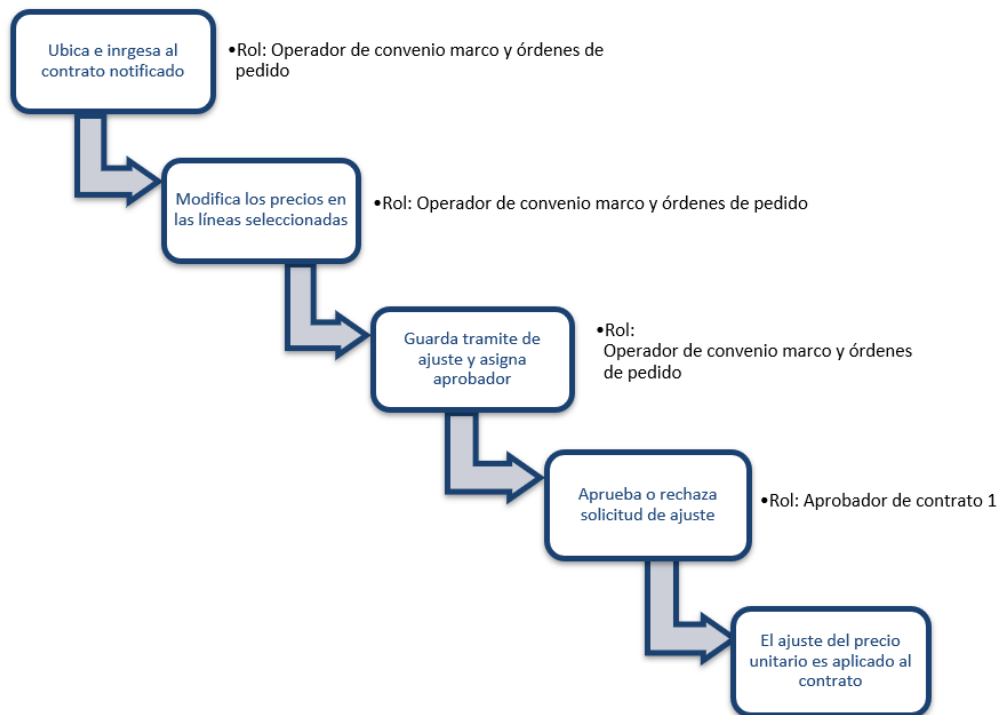 Ubica e inrgesa al
contrato notificado
•Rol: Operador de convenio marco y órdenes de
pedido
Modifica los precios en
las líneas seleccionadas
•Rol: Operador de convenio marco y órdenes de pedido
Guarda tramite de
ajuste y asigna
aprobador
•Rol:
Operador de convenio marco y órdenes
de pedido
Aprueba o rechaza
solicitud de ajuste
•Rol: Aprobador de contrato 1
El ajuste del precio
unitario es aplicado al
contrato